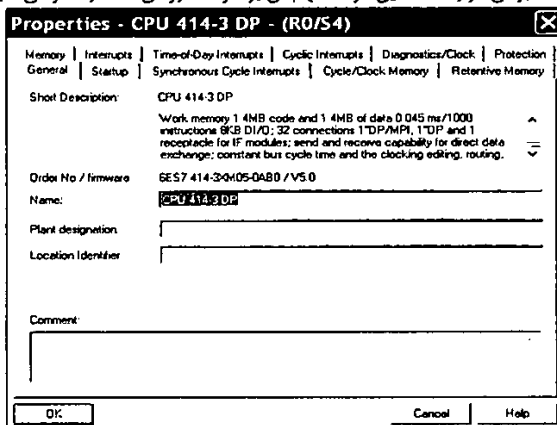 Properties - CPU 414-3 DP - (R0/S4)
Memory | Interrupts | Time-of-Day Interrupts | Cyclic Interrupts | Diagnostics/Clock | Protection
General | Startup | Synchronous Cycle Interrupts | Cycle/Clock Memory | Retentive Memory
Short Description: CPU 414-3 DP
Work memory 1 4MB code and 1 4MB of data 0 045 ms/1000
instructions 8KB DI/O; 32 connections 1"DP/MPI, 1"DP and 1
receptacle for IF modules; send and receive capability for direct data
exchange; constant bus cycle time and the clocking editing, routing,
Order No / firmware 6ES7 414-3XM05-0AB0 / V5.0
Name: CPU 414-3 DP
Plant designation
Location Identifier
Comment:
OK Cancel Help